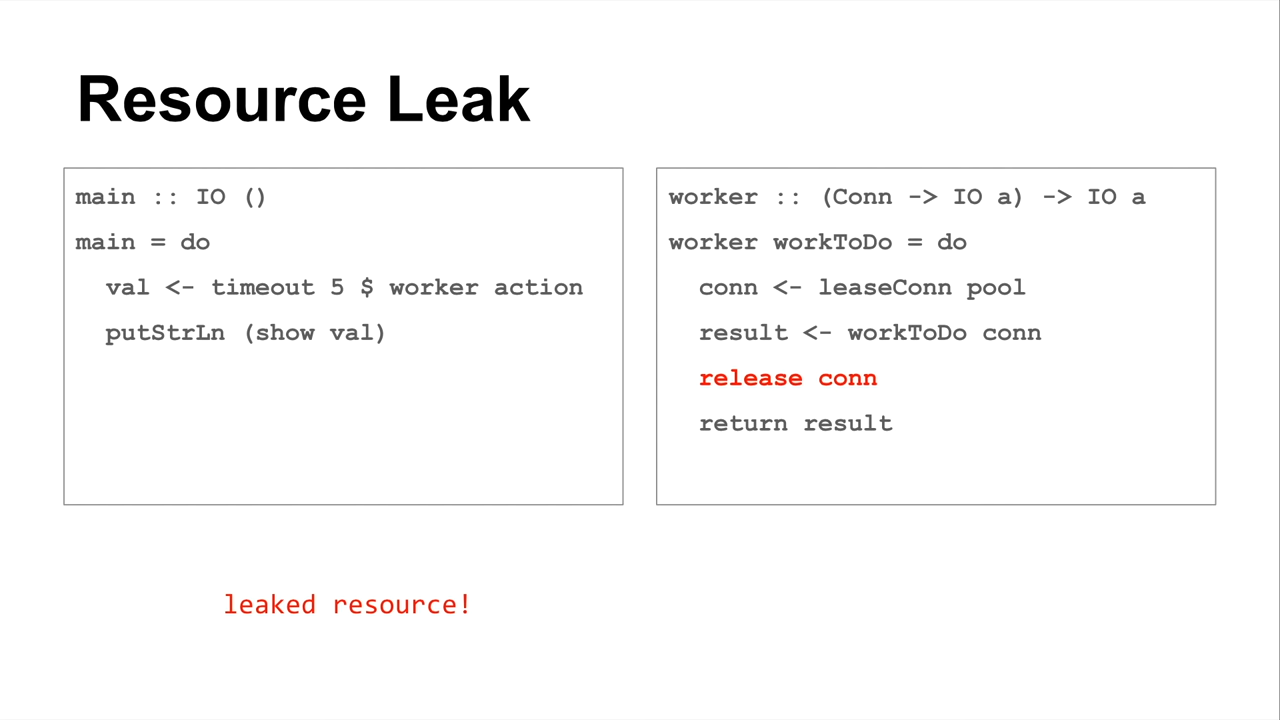 Resource Leak
main :: IO ()
main = do
  val <- timeout 5 $ worker action
  putStrLn (show val)
worker :: (Conn -> IO a) -> IO a
worker workToDo = do
  conn <- leaseConn pool
  result <- workToDo conn
  release conn
  return result
leaked resource!